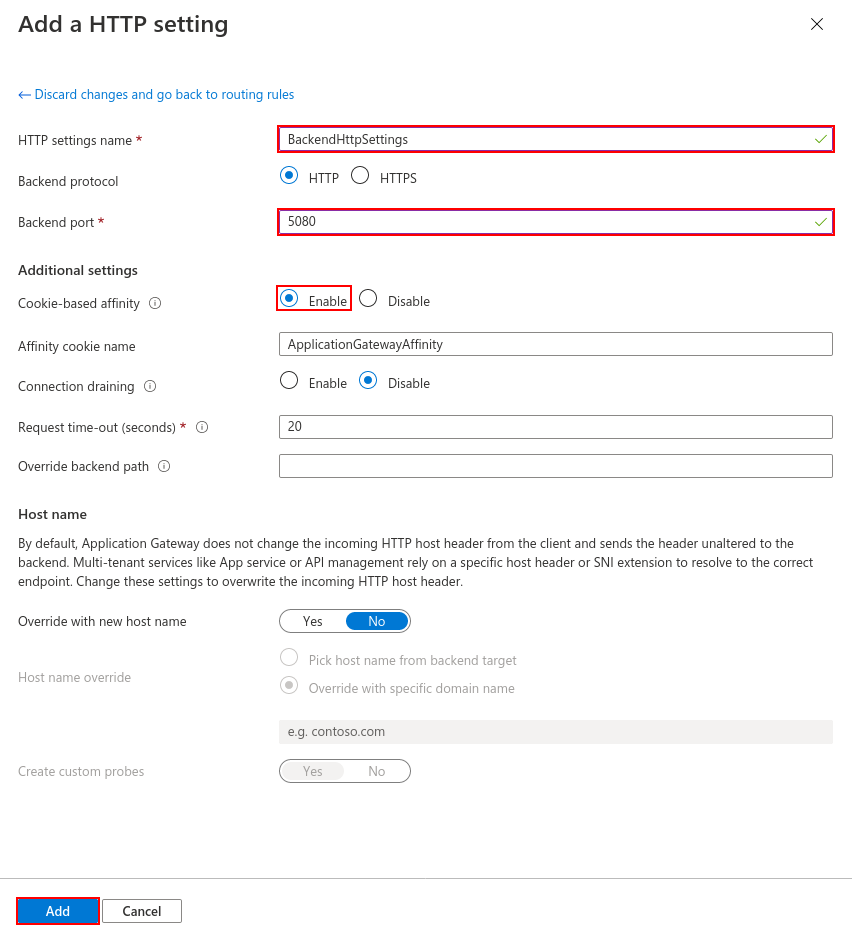 Add a HTTP setting
← Discard changes and go back to routing rules
HTTP settings name *
BackendHttpSettings
Backend protocol
HTTP
HTTPS
Backend port *
5080
Additional settings
Cookie-based affinity
Enable
Disable
Affinity cookie name
ApplicationGatewayAffinity
Connection draining
Enable
Disable
Request time-out (seconds) *
20
Override backend path
Host name
By default, Application Gateway does not change the incoming HTTP host header from the client and sends the header unaltered to the
backend. Multi-tenant services like App service or API management rely on a specific host header or SNI extension to resolve to the correct
endpoint. Change these settings to overwrite the incoming HTTP host header.
Override with new host name
Yes
No
Host name override
Pick host name from backend target
Override with specific domain name
e.g. contoso.com
Create custom probes
Yes
No
Add
Cancel